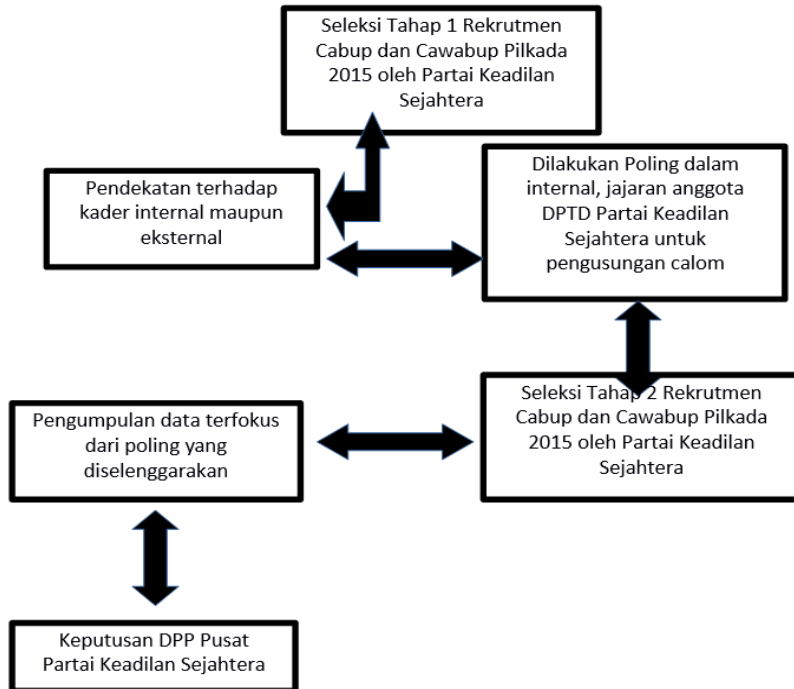 Seleksi Tahap 1 Rekrutmen
Cabup dan Cawabup Pilkada
2015 oleh Partai Keadilan
Sejahtera
Pendekatan terhadap
kader internal maupun
eksternal
Dilakukan Poling dalam
internal, jajaran anggota
DPTD Partai Keadilan
Sejahtera untuk
pengusungan calom
Seleksi Tahap 2 Rekrutmen
Cabup dan Cawabup Pilkada
2015 oleh Partai Keadilan
Sejahtera
Pengumpulan data terfokus
dari poling yang
diselenggarakan
Keputusan DPP Pusat
Partai Keadilan Sejahtera